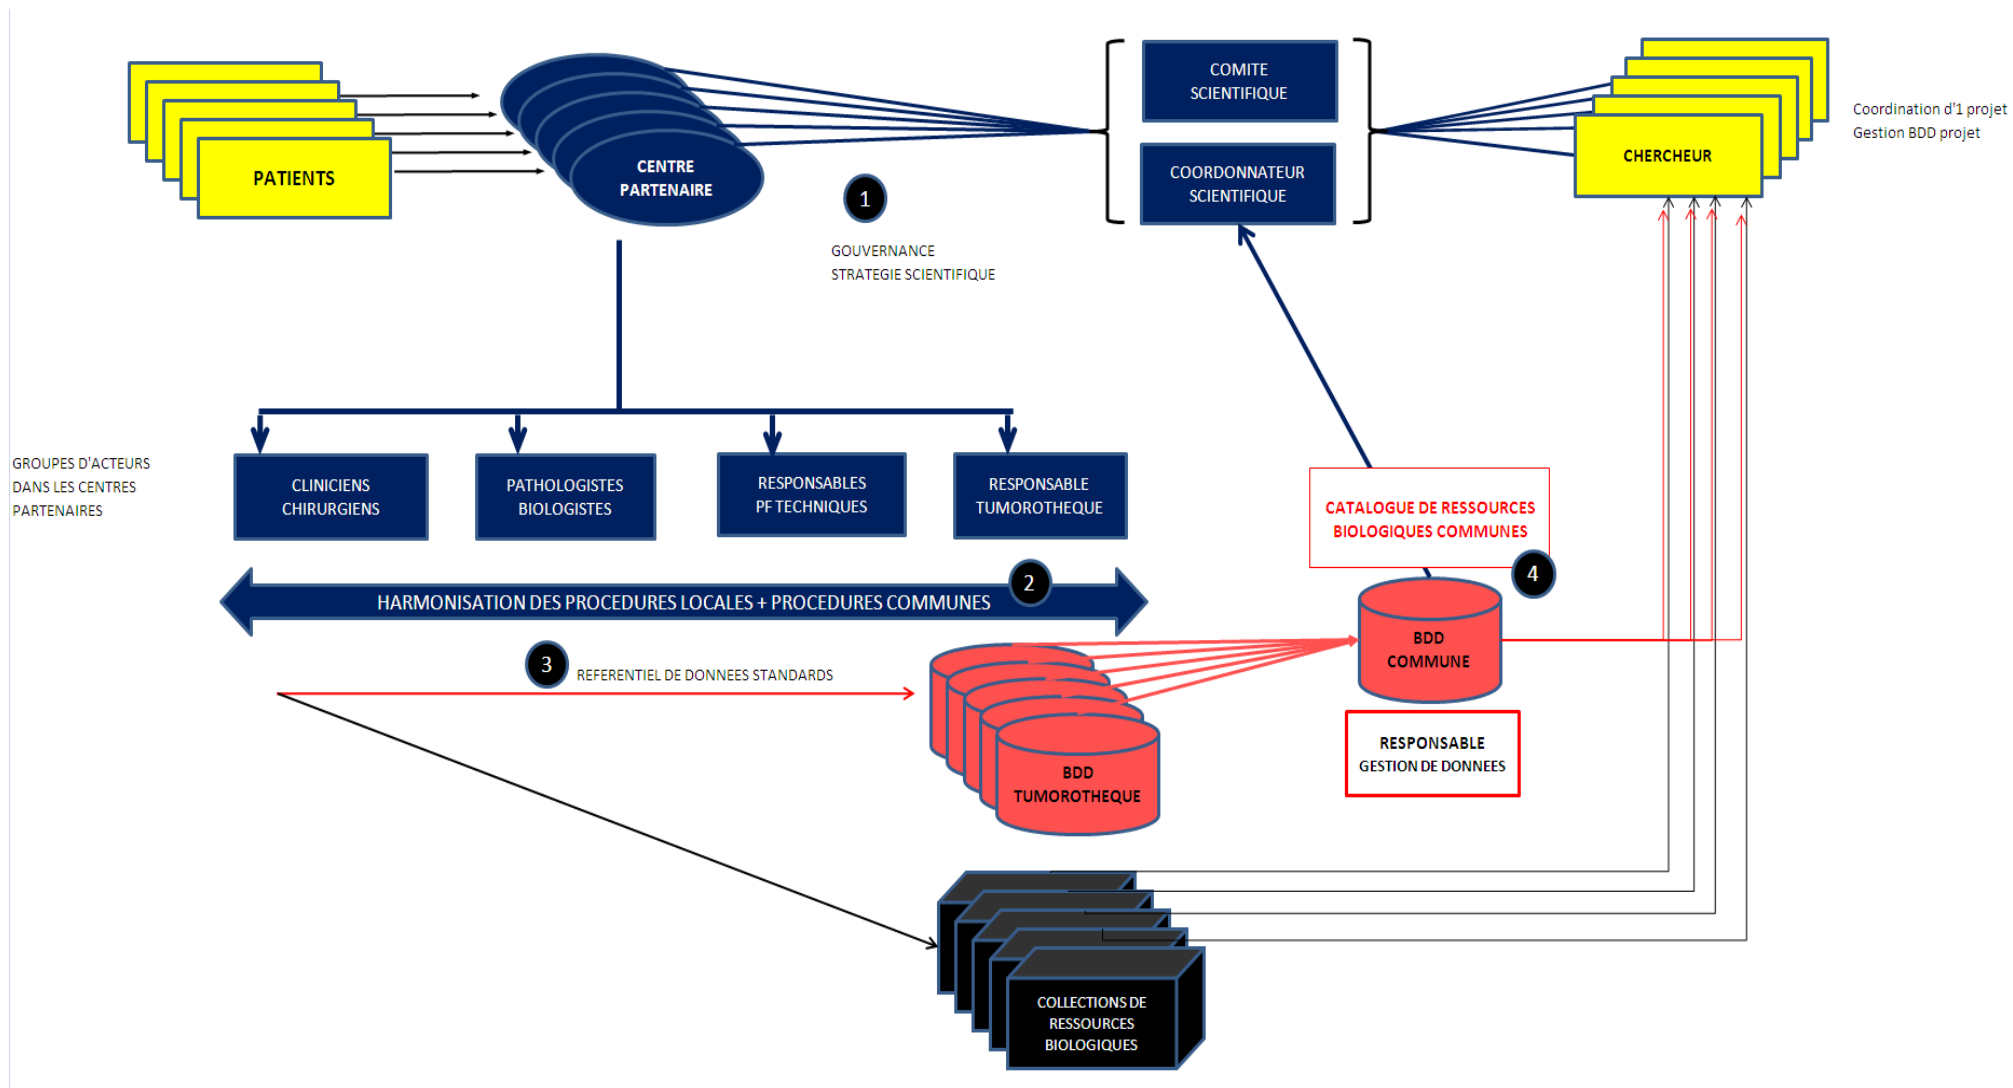 COMITE
SCIENTIFIQUE
Coordination d'1 projet
Gestion BDD projet
PATIENTS
CENTRE
PARTENAIRE
COORDONNATEUR
SCIENTIFIQUE
CHERCHEUR
1
GOUVERNANCE
STRATEGIE SCIENTIFIQUE
GROUPES D'ACTEURS
DANS LES CENTRES
PARTENAIRES
CLINICIENS
CHIRURGIENS
PATHOLOGISTES
BIOLOGISTES
RESPONSABLES
PF TECHNIQUES
RESPONSABLE
TUMOROTHEQUE
CATALOGUE DE RESSOURCES
BIOLOGIQUES COMMUNES
4
2
HARMONISATION DES PROCEDURES LOCALES + PROCEDURES COMMUNES
3
REFERENTIEL DE DONNEES STANDARDS
BDD
COMMUNE
RESPONSABLE
GESTION DE DONNEES
BDD
TUMOROTHEQUE
COLLECTIONS DE
RESSOURCES
BIOLOGIQUES